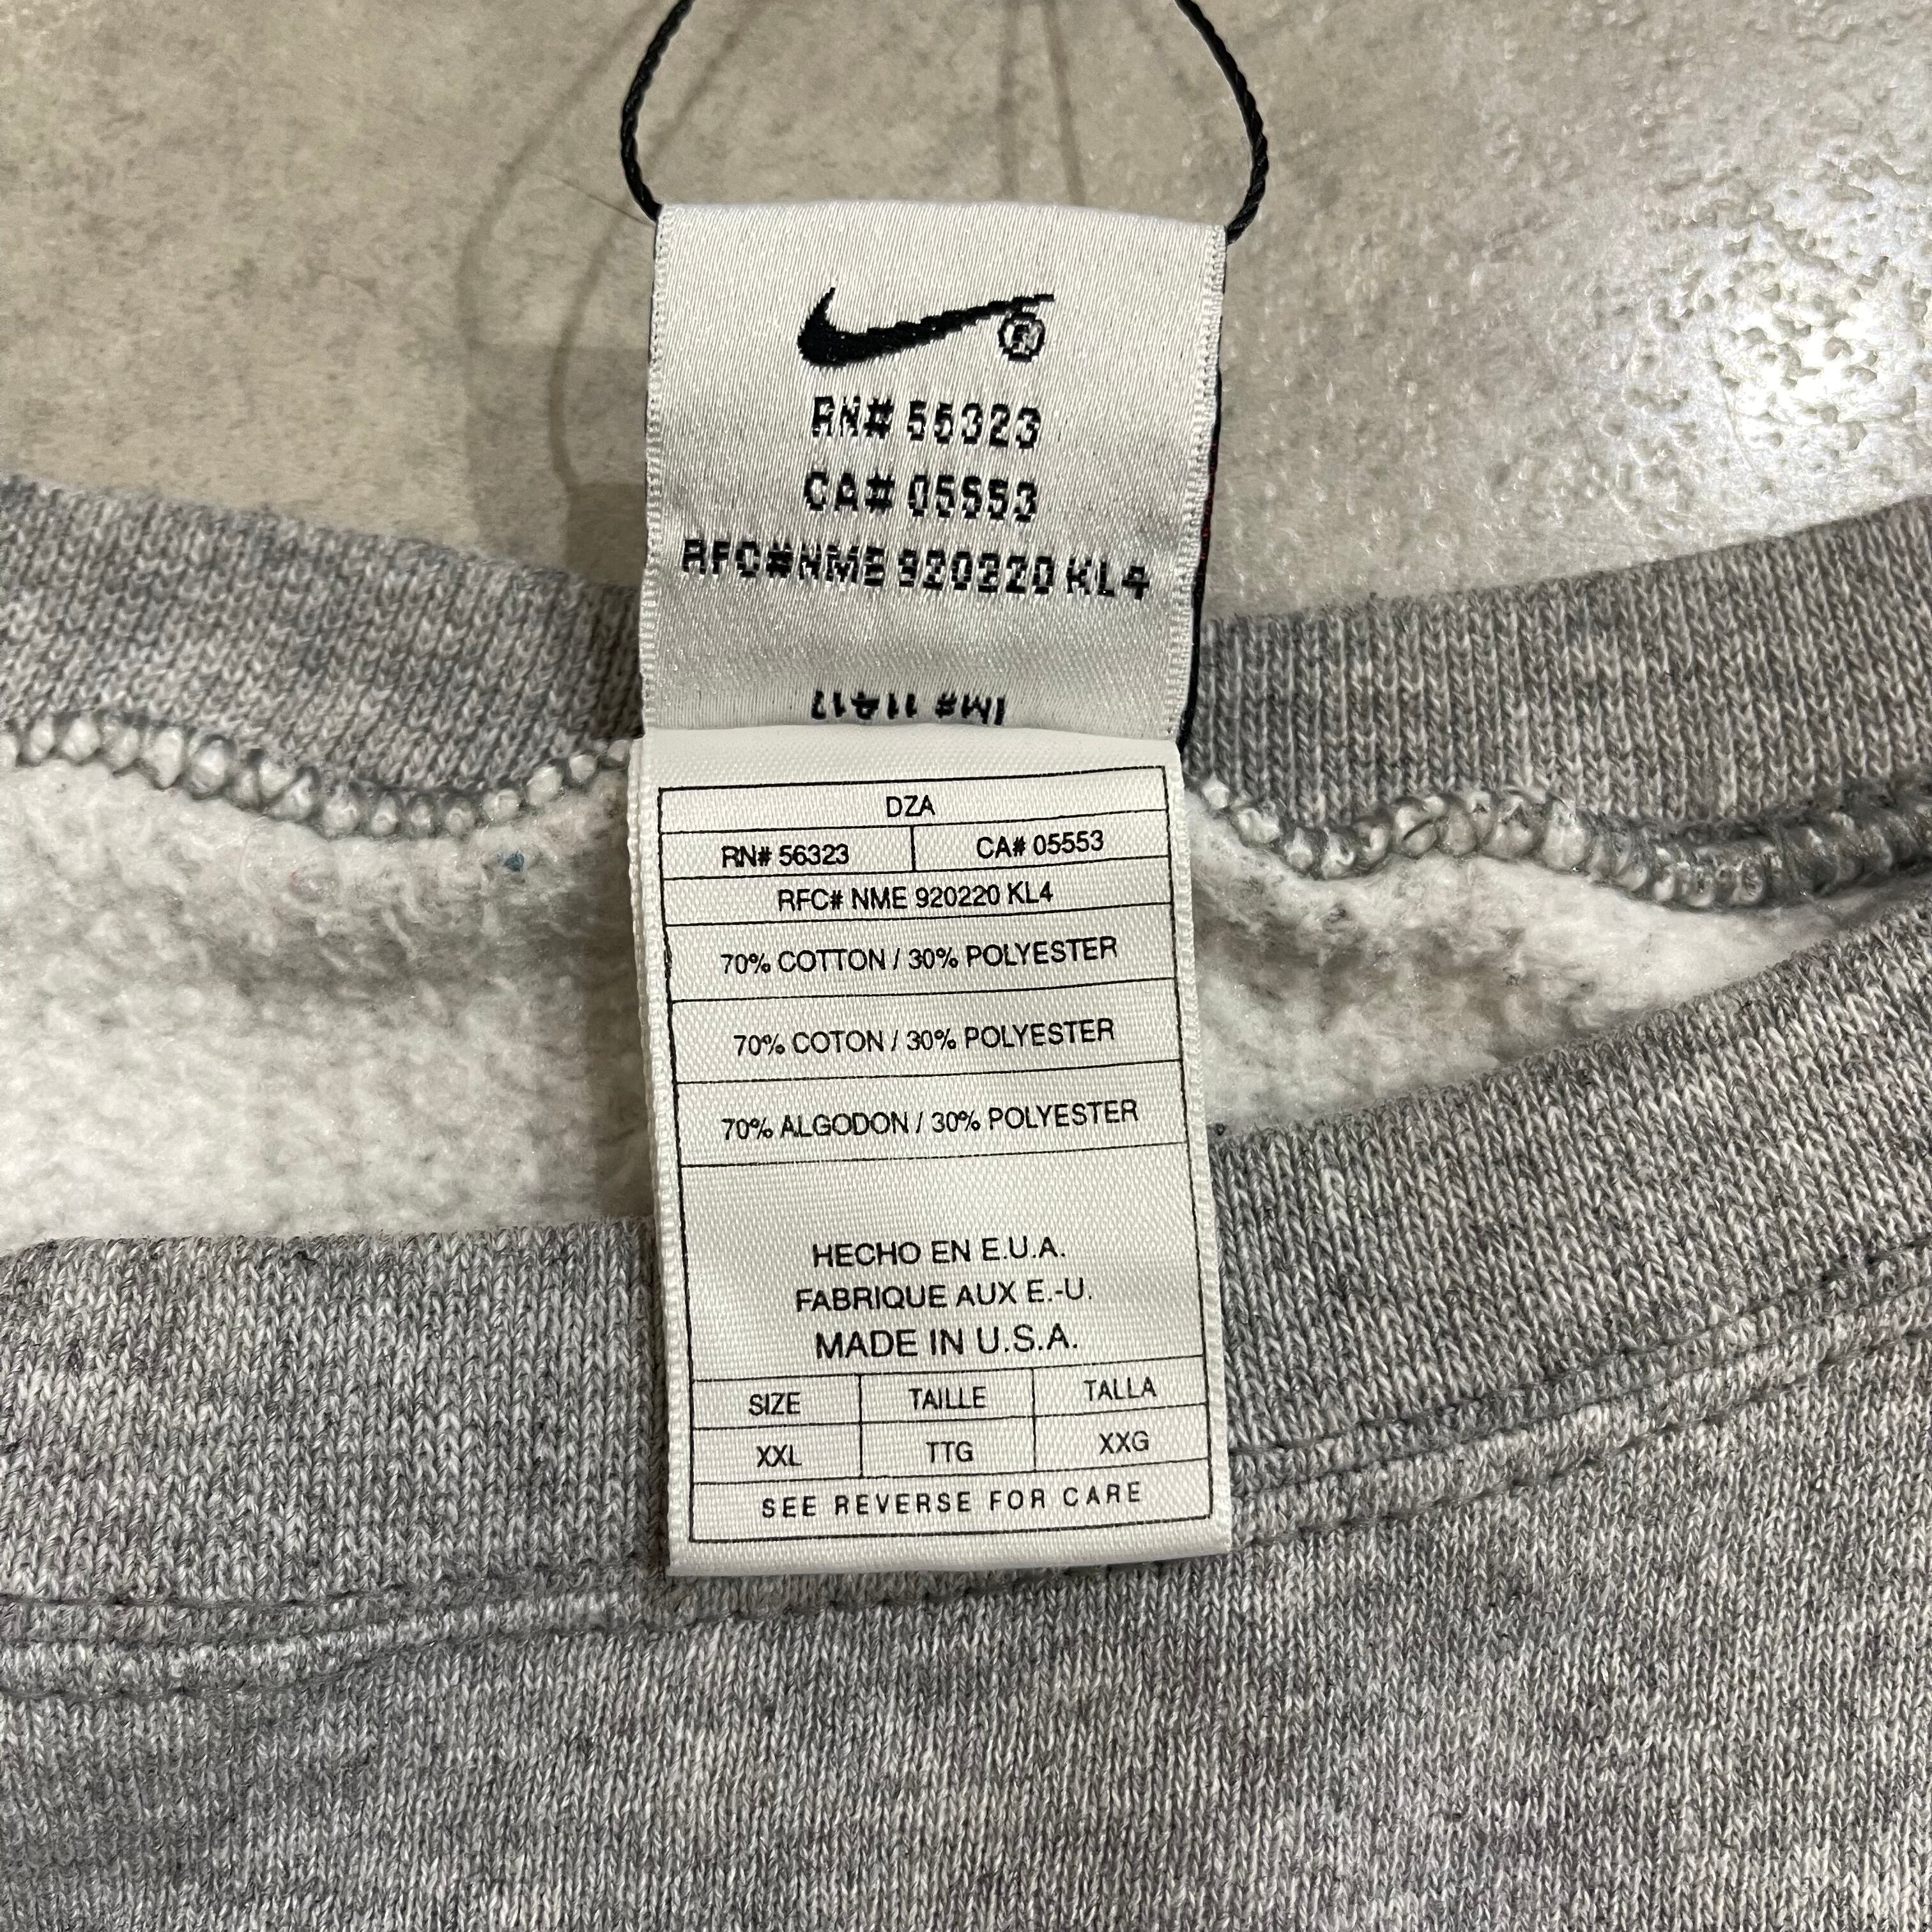 RN# 56323
CA# 05553
RFC#NME 920220 KL4
IM# 11417
DZA
RN# 56323 CA# 05553
RFC# NME 920220 KL4
70% COTTON / 30% POLYESTER
70% COTON / 30% POLYESTER
70% ALGODON / 30% POLYESTER
HECHO EN E.U.A.
FABRIQUE AUX E.-U.
MADE IN U.S.A.
SIZE TAILLE TALLA
XXL TTG XXG
SEE REVERSE FOR CARE